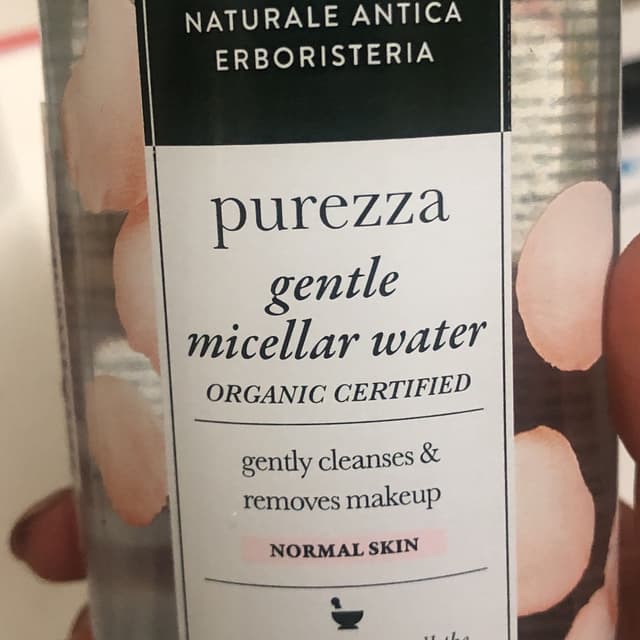 NATURALE ANTICA
ERBORISTERIA
purezza
gentle
micellar water
ORGANIC CERTIFIED
gently cleanses &
removes makeup
NORMAL SKIN